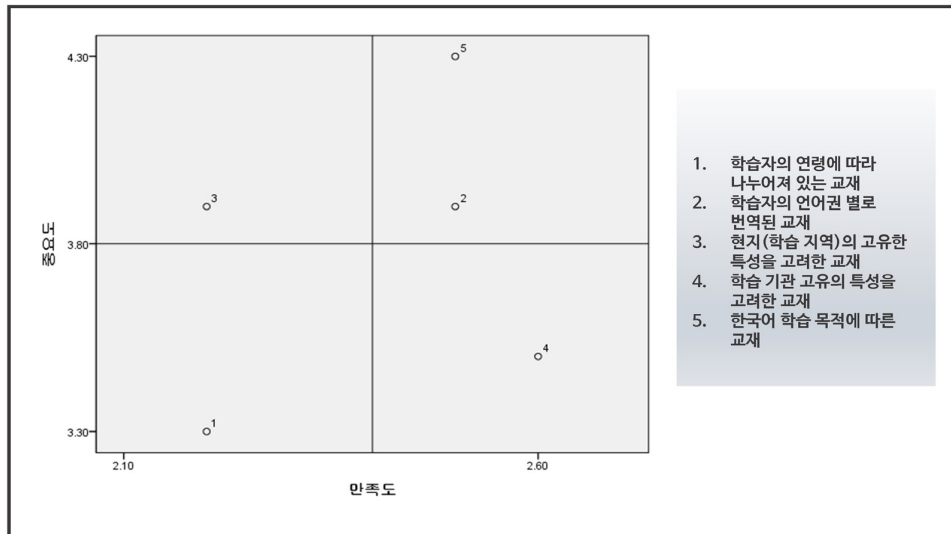 4.30
5
3
2
중요도
3.80
4
1
3.30
2.10
2.60
만족도
1. 학습자의 연령에 따라
나누어져 있는 교재
2. 학습자의 언어권 별로
번역된 교재
3. 현지(학습 지역)의 고유한
특성을 고려한 교재
4. 학습 기관 고유의 특성을
고려한 교재
5. 한국어 학습 목적에 따른
교재